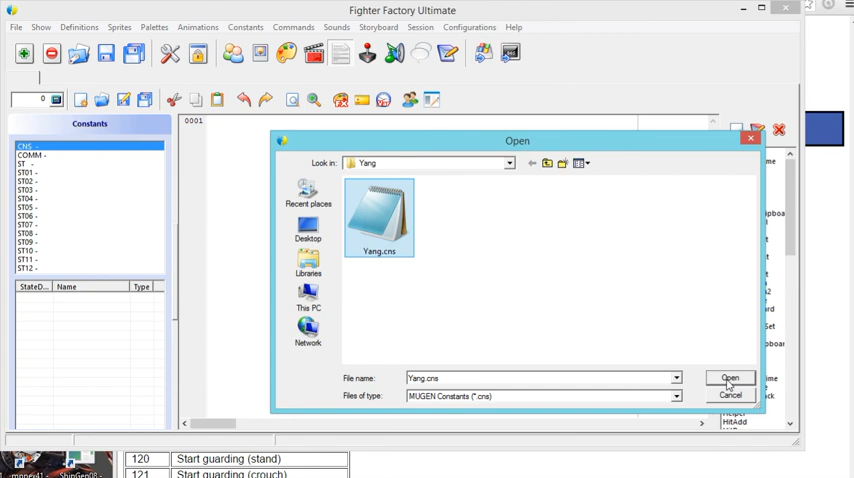 Fighter Factory Ultimate
File Show Definitions Sprites Palettes Animations Constants Commands Sounds Storyboard Session Configurations Help
0
Constants
0001
CNS -
COMM -
ST -
ST01 -
ST02 -
ST03 -
ST04 -
ST05 -
ST06 -
ST07 -
ST08 -
ST09 -
ST10 -
ST11 -
ST12 -
StateD... Name Type
Open
Look in: Yang
Recent places
Desktop
Libraries
This PC
Network
Yang.cns
File name: Yang.cns Open
Files of type: MUGEN Constants (*.cns) Cancel
Helper
HitAdd
120 Start guarding (stand)
121 Start guarding (crouch)